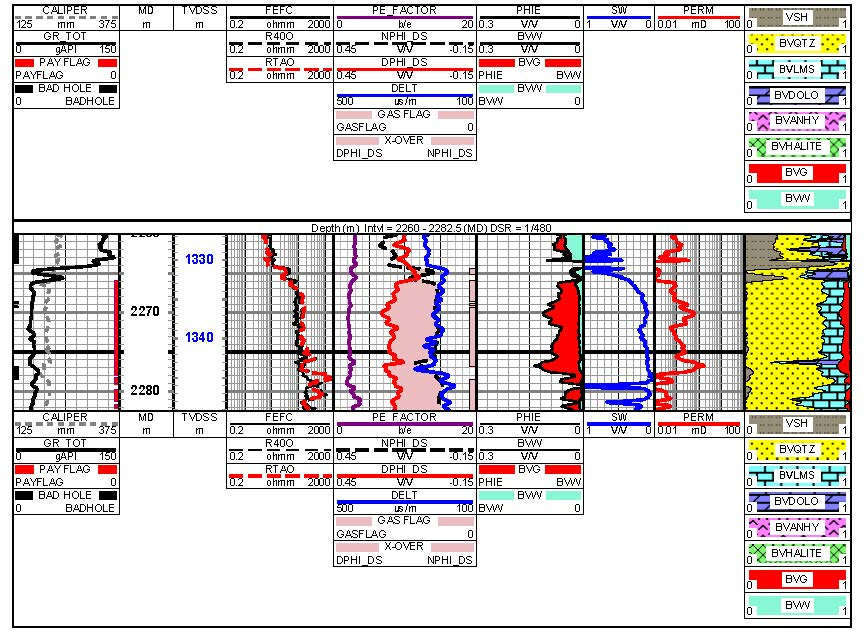 CALIPER MD TVDSS FEFC PE_FACTOR PHIE SW PERM VSH
125 mm 375 m m 0.2 ohmm 2000 0 b/e 20 0.3 V/V 0 1 V/V 0 0.01 mD 100 0 1
GR_TOT R40O NPHI_DS BVW BVQTZ
0 gAPI 150 0.2 ohmm 2000 0.45 V/V -0.15 0.3 V/V 0 0 1
PAY FLAG RTAO DPHI_DS BVG BVLMS
PAYFLAG 0 0.2 ohmm 2000 0.45 V/V -0.15 PHIE BVW 0 1
BAD HOLE DELT BVW BVDOLO
0 BADHOLE 500 us/m 100 BVW 0 0 1
GAS FLAG BVANHY
GASFLAG 0 0 1
X-OVER BVHALITE
DPHI_DS NPHI_DS 0 1
BVG
0 1
BVW
0 1
Depth(m) Intvl = 2260 - 2282.5 (MD) DSR = 1/480
2260
1330
2270
1340
2280
CALIPER MD TVDSS FEFC PE_FACTOR PHIE SW PERM VSH
125 mm 375 m m 0.2 ohmm 2000 0 b/e 20 0.3 V/V 0 1 V/V 0 0.01 mD 100 0 1
GR_TOT R40O NPHI_DS BVW BVQTZ
0 gAPI 150 0.2 ohmm 2000 0.45 V/V -0.15 0.3 V/V 0 0 1
PAY FLAG RTAO DPHI_DS BVG BVLMS
PAYFLAG 0 0.2 ohmm 2000 0.45 V/V -0.15 PHIE BVW 0 1
BAD HOLE DELT BVW BVDOLO
0 BADHOLE 500 us/m 100 BVW 0 0 1
GAS FLAG BVANHY
GASFLAG 0 0 1
X-OVER BVHALITE
DPHI_DS NPHI_DS 0 1
BVG
0 1
BVW
0 1